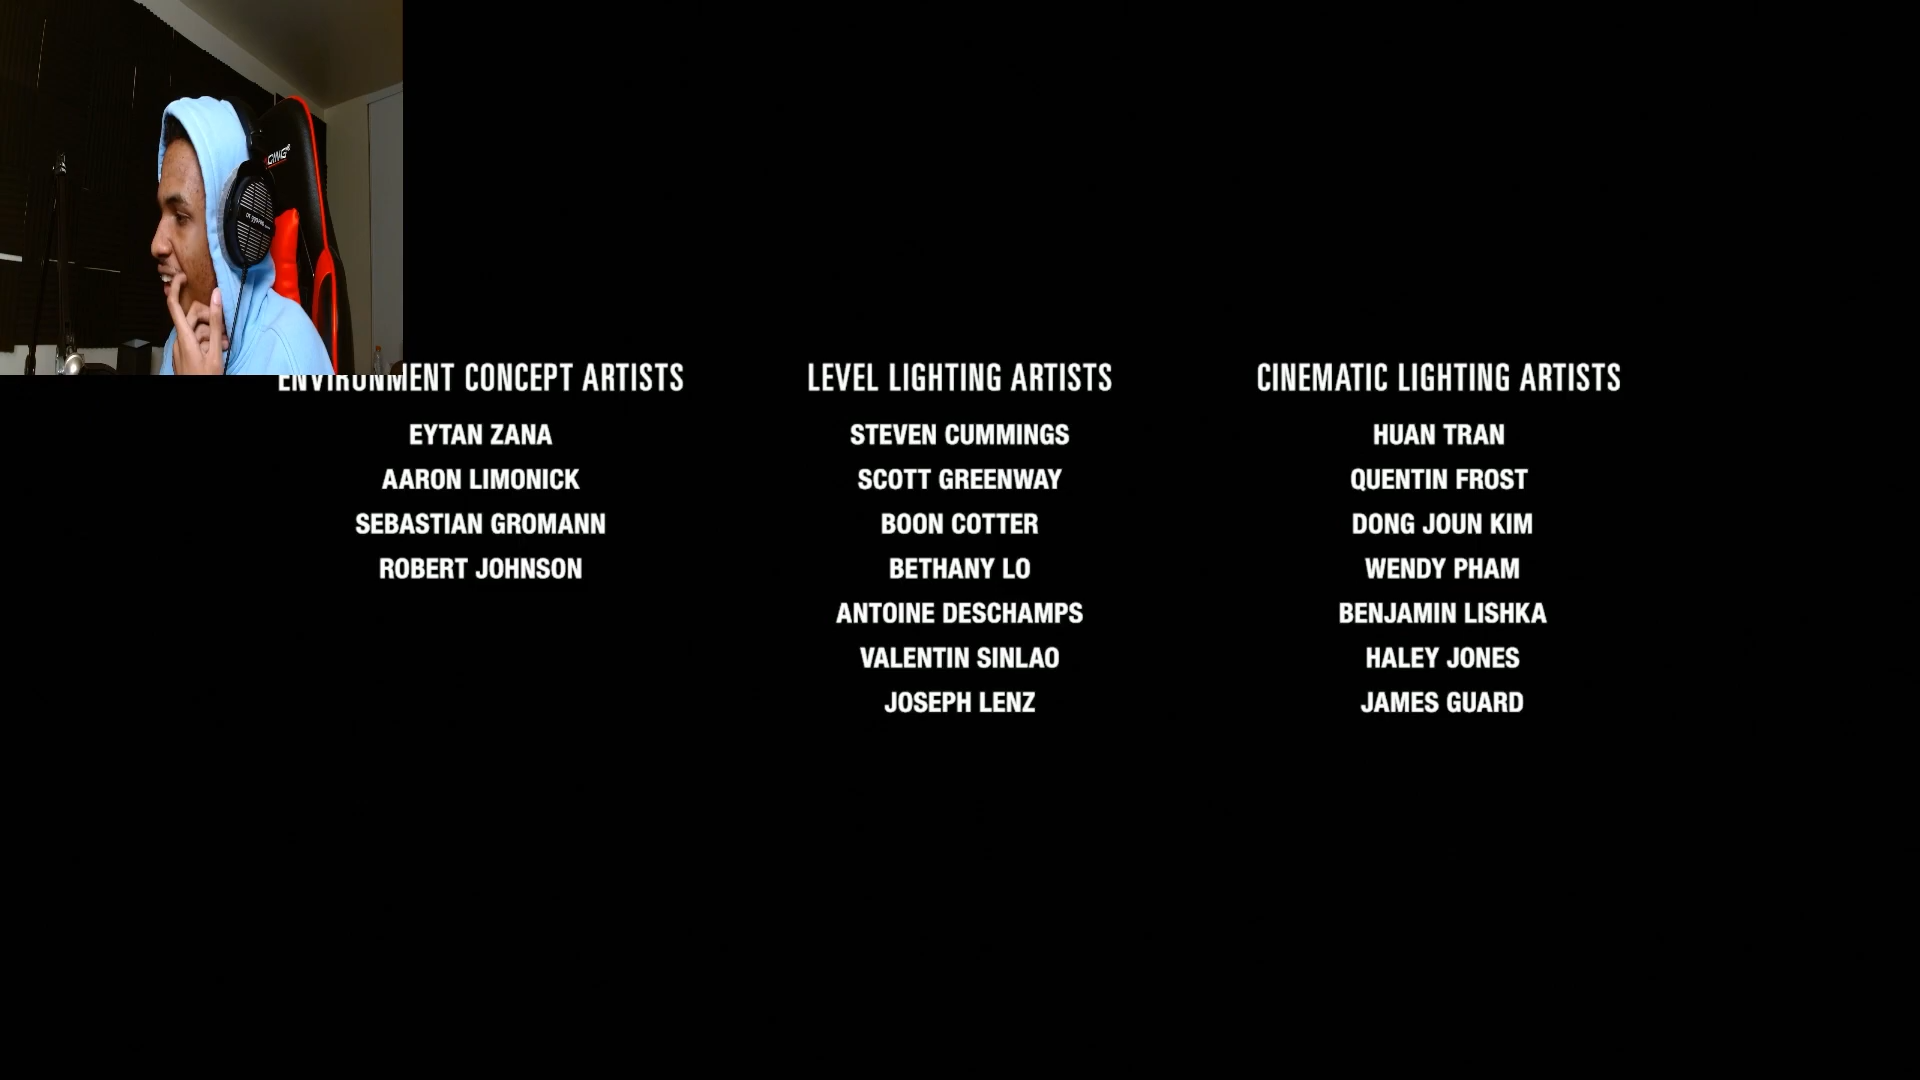 ENVIRONMENT CONCEPT ARTISTS
EYTAN ZANA
AARON LIMONICK
SEBASTIAN GROMANN
ROBERT JOHNSON
LEVEL LIGHTING ARTISTS
STEVEN CUMMINGS
SCOTT GREENWAY
BOON COTTER
BETHANY LO
ANTOINE DESCHAMPS
VALENTIN SINLAO
JOSEPH LENZ
CINEMATIC LIGHTING ARTISTS
HUAN TRAN
QUENTIN FROST
DONG JOUN KIM
WENDY PHAM
BENJAMIN LISHKA
HALEY JONES
JAMES GUARD